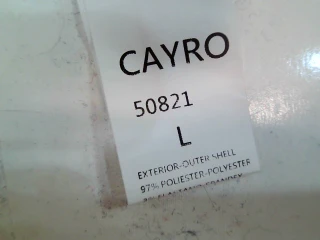 CAYRO
50821
L
EXTERIOR-OUTER SHELL
97% POLIESTER-POLYESTER